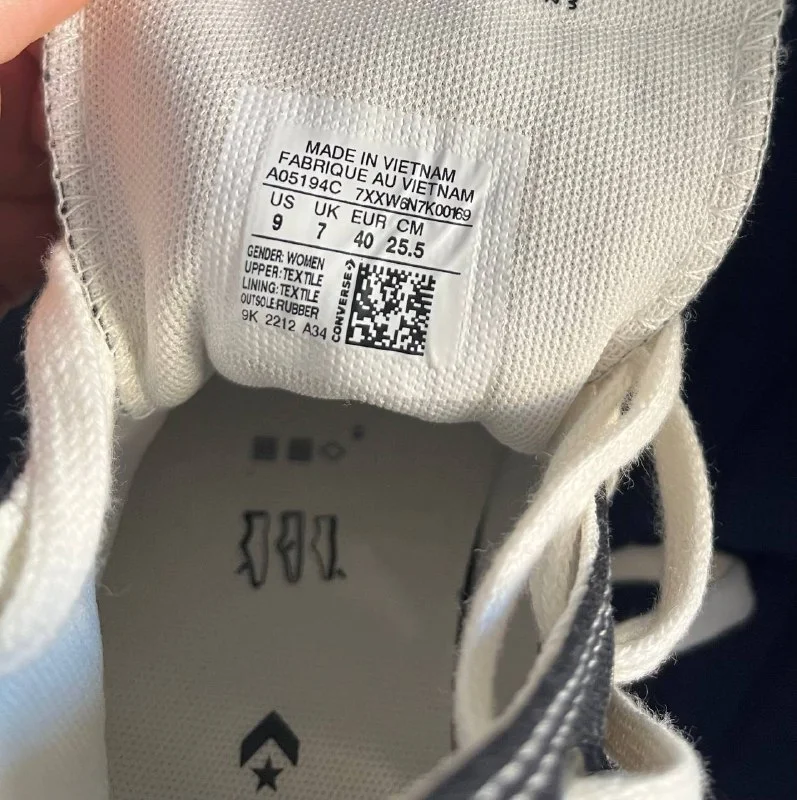 MADE IN VIETNAM
FABRIQUE AU VIETNAM
A05194C 7XXW6N7K00169
US UK EUR CM
9 7 40 25.5
GENDER: WOMEN
UPPER:TEXTILE
LINING:TEXTILE
OUTSOLE:RUBBER
9K 2212 A34
CONVERSE